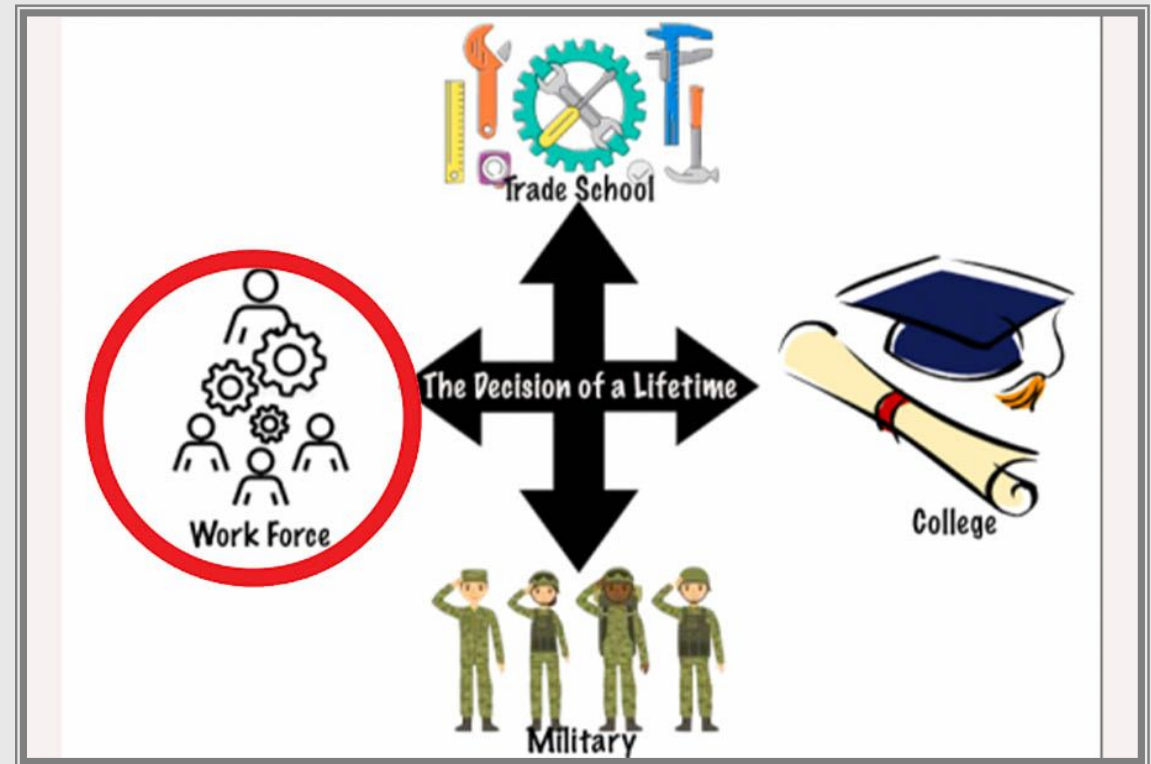 Trade School
The Decision of a Lifetime
Work Force
College
Military